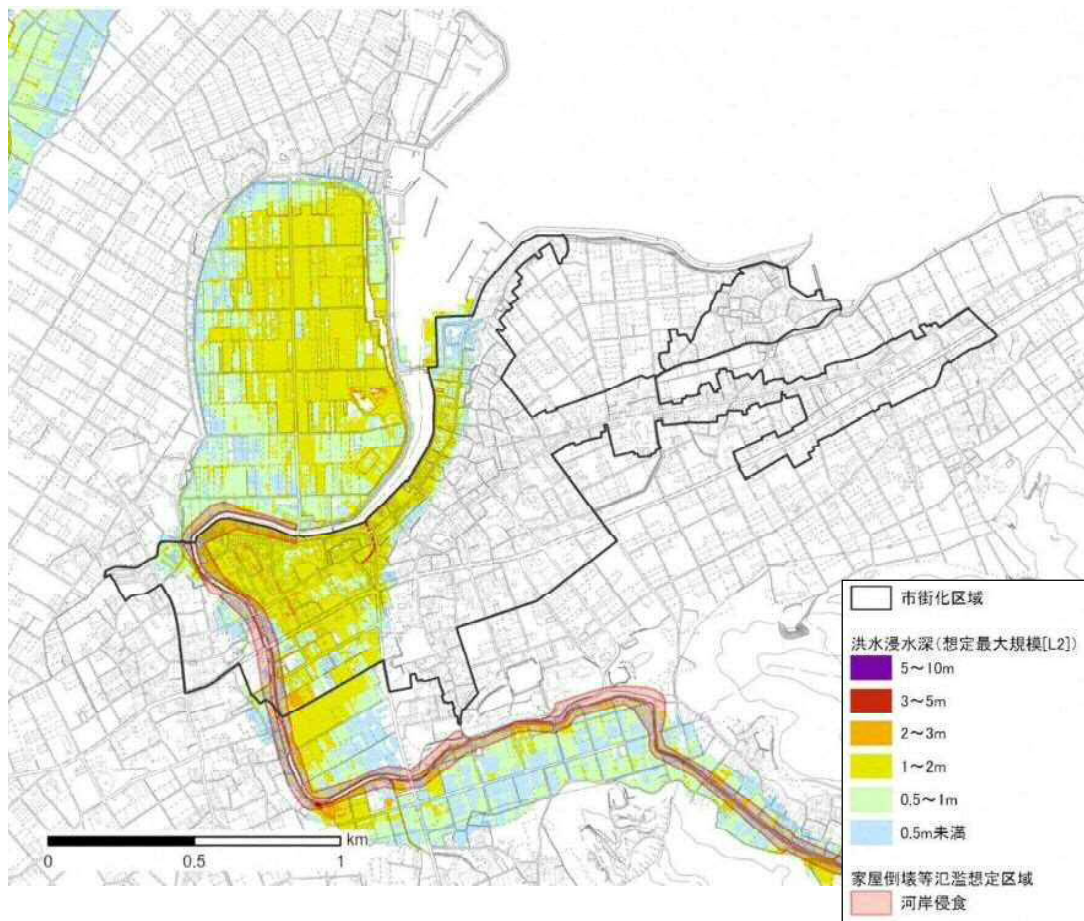 市街化区域
洪水浸水深(想定最大規模[L2])
5～10m
3～5m
2～3m
1～2m
0.5～1m
0.5m未満
家屋倒壊等氾濫想定区域
河岸侵食
km
0 0.5 1